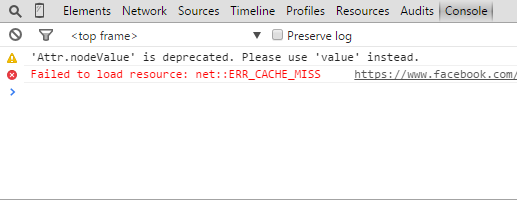 Elements Network Sources Timeline Profiles Resources Audits Console
<top frame> Preserve log
'Attr.nodeValue' is deprecated. Please use 'value' instead.
Failed to load resource: net::ERR_CACHE_MISS https://www.facebook.com/